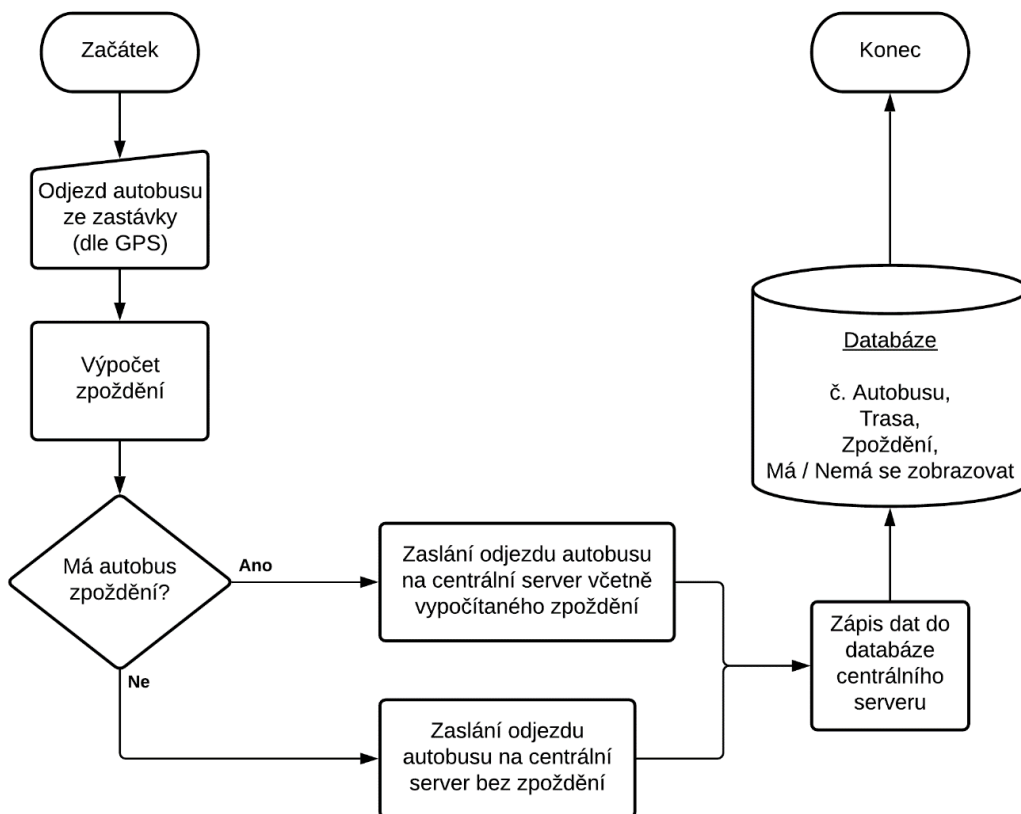 Začátek
Odjezd autobusu
ze zastávky
(dle GPS)
Výpočet
zpoždění
Má autobus
zpoždění?
Ano
Ne
Zaslání odjezdu autobusu
na centrální server včetně
vypočítaného zpoždění
Zaslání odjezdu
autobusu na centrální
server bez zpoždění
Zápis dat do
databáze
centrálního
serveru
Databáze
č. Autobusu,
Trasa,
Zpoždění,
Má / Nemá se zobrazovat
Konec